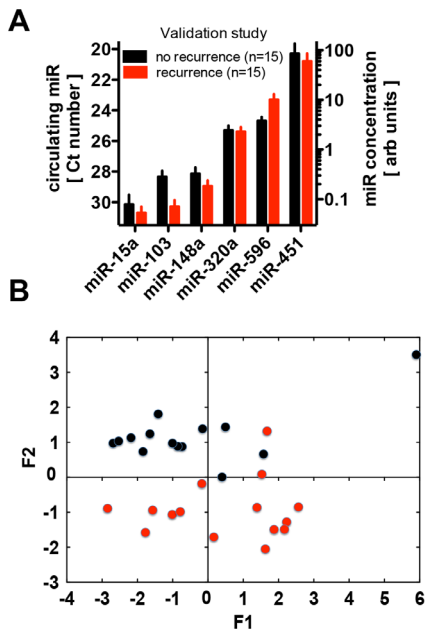 A
Validation study
no recurrence (n=15)
recurrence (n=15)
circulating miR
[ Ct number ]
20
22
24
26
28
30
100
10
1
0.1
miR concentration
[ arb units ]
miR-15a
miR-103
miR-148a
miR-320a
miR-596
miR-451
B
F2
4
3
2
1
0
-1
-2
-3
-4 -3 -2 -1 0 1 2 3 4 5 6
F1